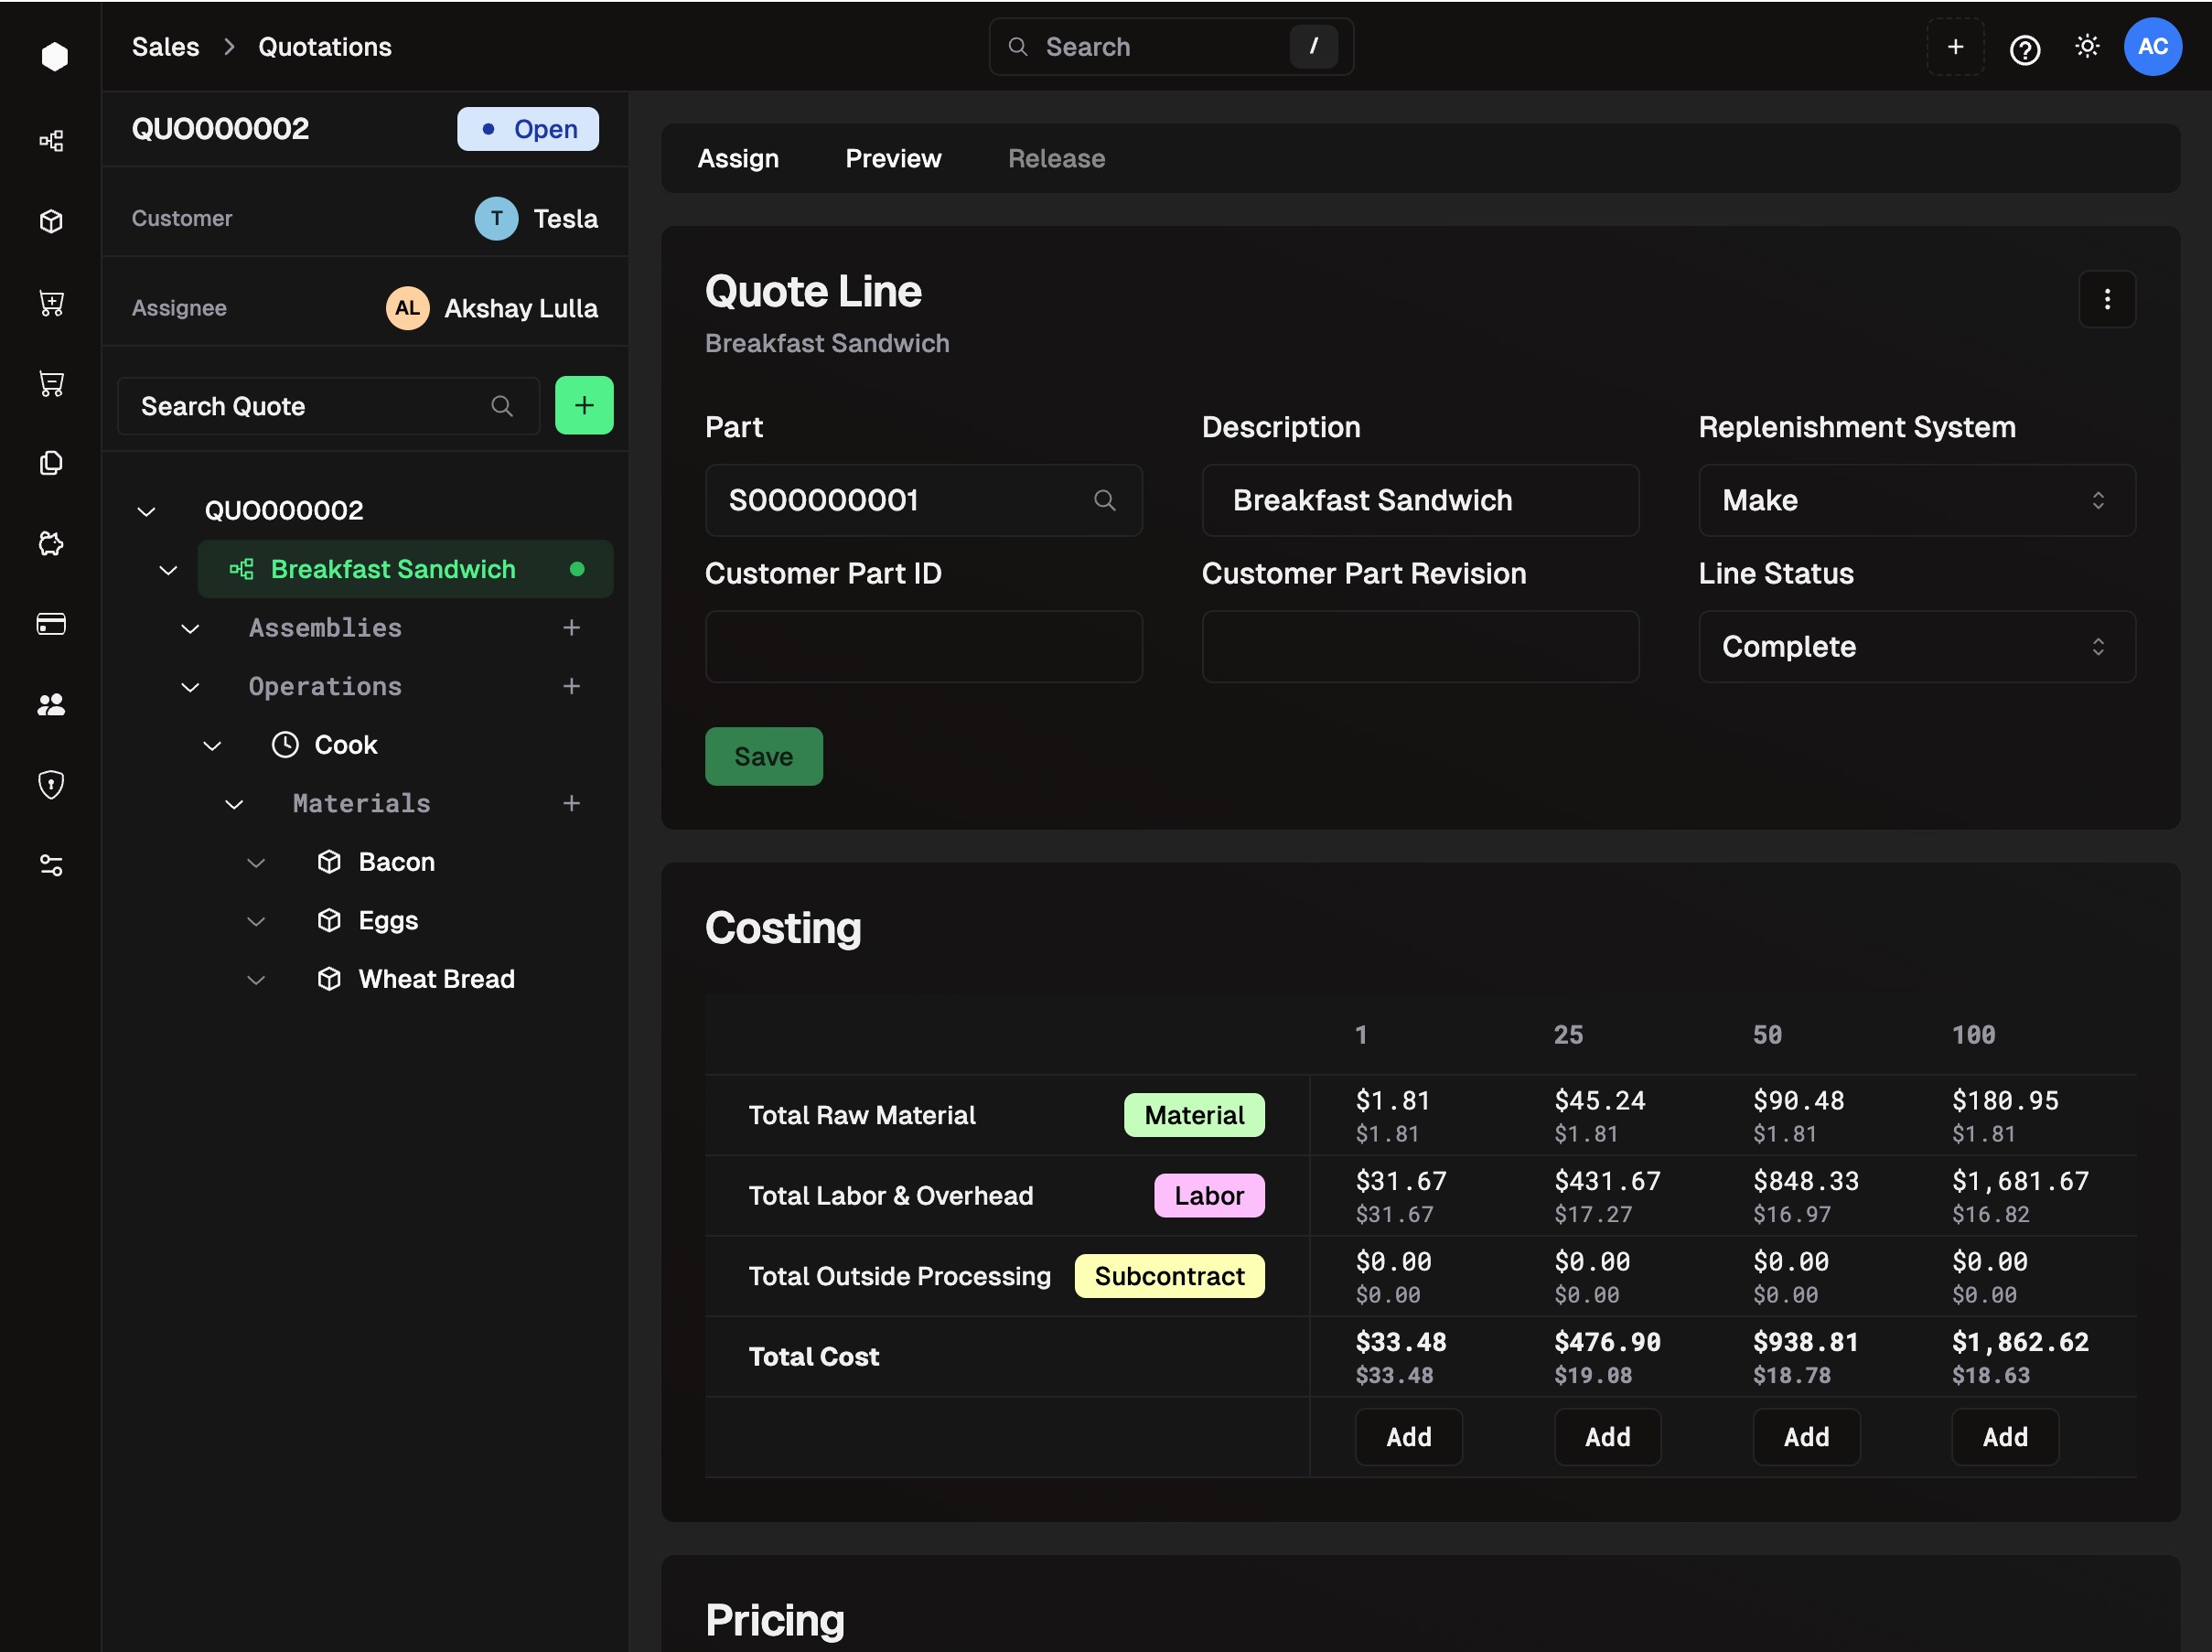 Sales
Quotations
Search
/
AC
QUO000002
Open
Customer
T
Tesla
Assignee
AL
Akshay Lulla
Search Quote
QUO000002
Breakfast Sandwich
Assemblies
Operations
Cook
Materials
Bacon
Eggs
Wheat Bread
Assign Preview Release
Quote Line
Breakfast Sandwich
Part Description Replenishment System
S000000001 Breakfast Sandwich Make
Customer Part ID Customer Part Revision Line Status
Complete
Save
Costing
1 25 50 100
Total Raw Material Material $1.81 $45.24 $90.48 $180.95
$1.81 $1.81 $1.81 $1.81
Total Labor & Overhead Labor $31.67 $431.67 $848.33 $1,681.67
$31.67 $17.27 $16.97 $16.82
Total Outside Processing Subcontract $0.00 $0.00 $0.00 $0.00
$0.00 $0.00 $0.00 $0.00
Total Cost $33.48 $476.90 $938.81 $1,862.62
$33.48 $19.08 $18.78 $18.63
Add Add Add Add
Pricing